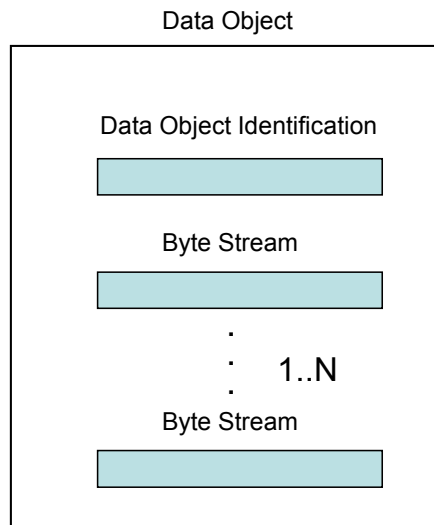 Data Object
Data Object Identification
Byte Stream
.
.
.
1..N
Byte Stream